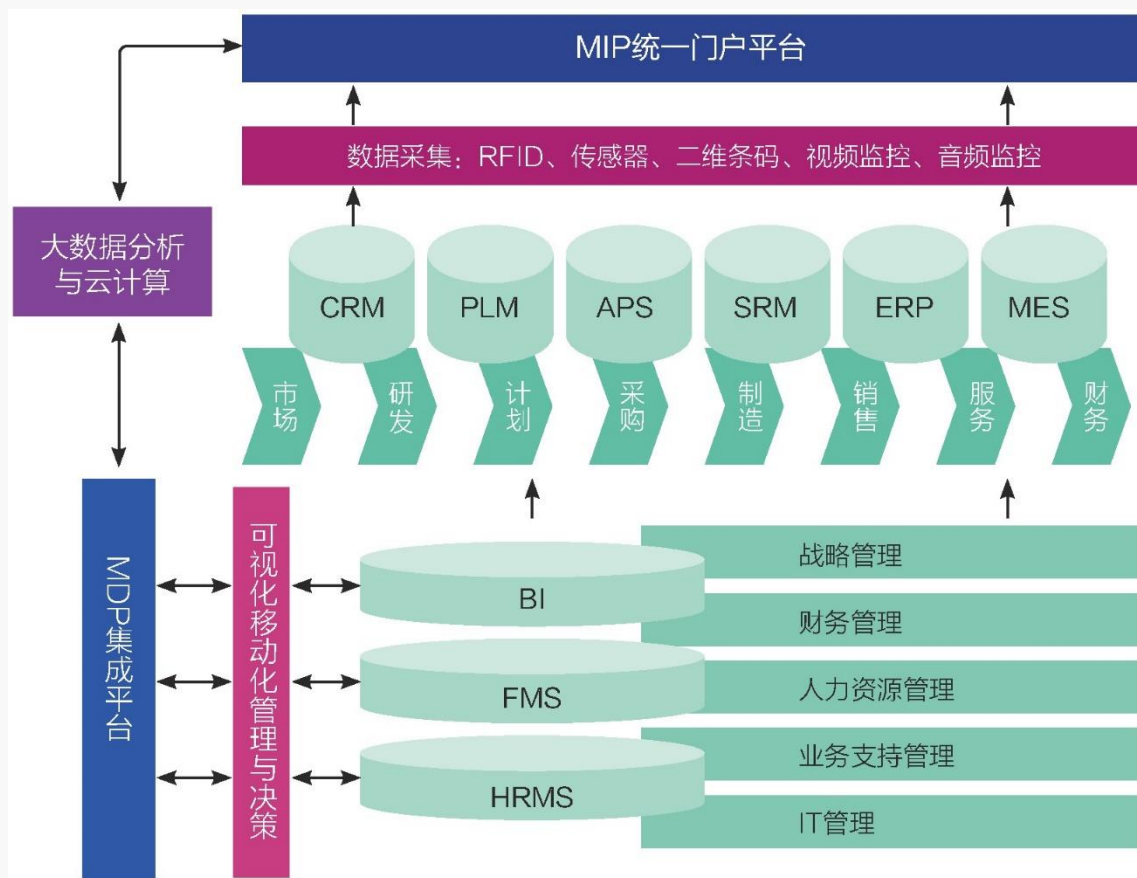 MIP统一门户平台
数据采集：RFID、传感器、二维条码、视频监控、音频监控
大数据分析
与云计算
CRM
PLM
APS
SRM
ERP
MES
市场
研发
计划
采购
制造
销售
服务
财务
MDP集成平台
可视化移动化管理与决策
BI
FMS
HRMS
战略管理
财务管理
人力资源管理
业务支持管理
IT管理